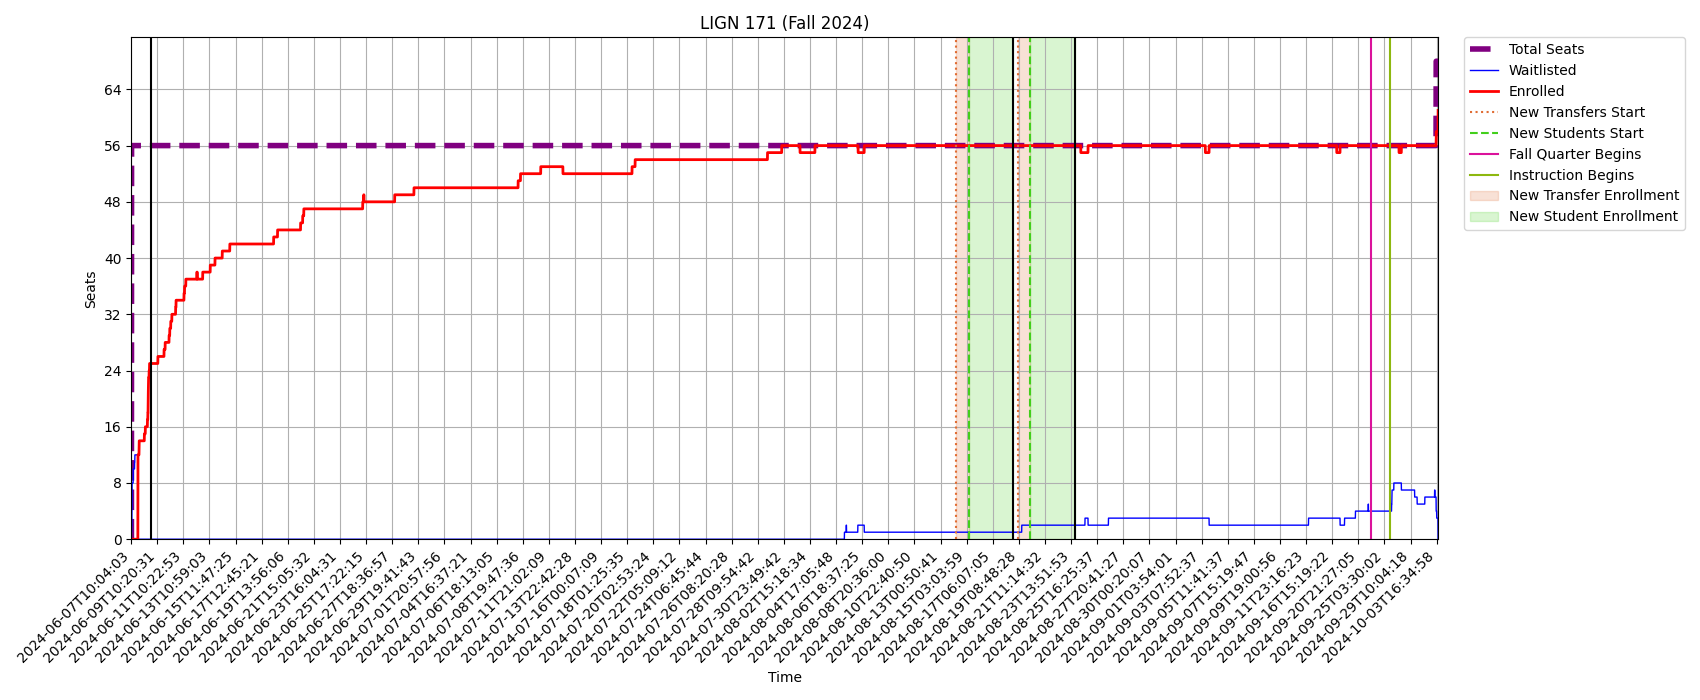 LIGN 171 (Fall 2024)
Total Seats
Waitlisted
Enrolled
New Transfers Start
New Students Start
Fall Quarter Begins
Instruction Begins
New Transfer Enrollment
New Student Enrollment
Seats
64
56
48
40
32
24
16
8
0
2024-06-07T10:04:03
2024-06-09T10:20:31
2024-06-11T10:22:53
2024-06-13T10:59:03
2024-06-15T11:47:25
2024-06-17T12:45:21
2024-06-19T13:56:06
2024-06-21T15:05:32
2024-06-23T16:04:31
2024-06-25T17:22:15
2024-06-27T18:36:57
2024-06-29T19:41:43
2024-07-01T20:57:56
2024-07-04T16:37:21
2024-07-06T18:13:05
2024-07-08T19:47:36
2024-07-11T21:02:09
2024-07-13T22:42:28
2024-07-16T00:07:09
2024-07-18T01:25:35
2024-07-20T02:53:24
2024-07-22T05:09:12
2024-07-24T06:45:44
2024-07-26T08:20:28
2024-07-28T09:54:42
2024-07-30T23:49:42
2024-08-02T15:18:34
2024-08-04T17:05:48
2024-08-06T18:37:25
2024-08-08T20:36:00
2024-08-10T22:40:50
2024-08-13T00:50:41
2024-08-15T03:03:59
2024-08-17T06:07:05
2024-08-19T08:48:28
2024-08-21T11:14:32
2024-08-23T13:51:53
2024-08-25T16:25:37
2024-08-27T20:41:27
2024-08-30T00:20:07
2024-09-01T03:54:01
2024-09-03T07:52:37
2024-09-05T11:41:37
2024-09-07T15:19:47
2024-09-09T19:00:56
2024-09-11T23:16:23
2024-09-16T15:19:22
2024-09-20T21:27:05
2024-09-25T03:30:02
2024-09-29T10:04:18
2024-10-03T16:34:58
Time